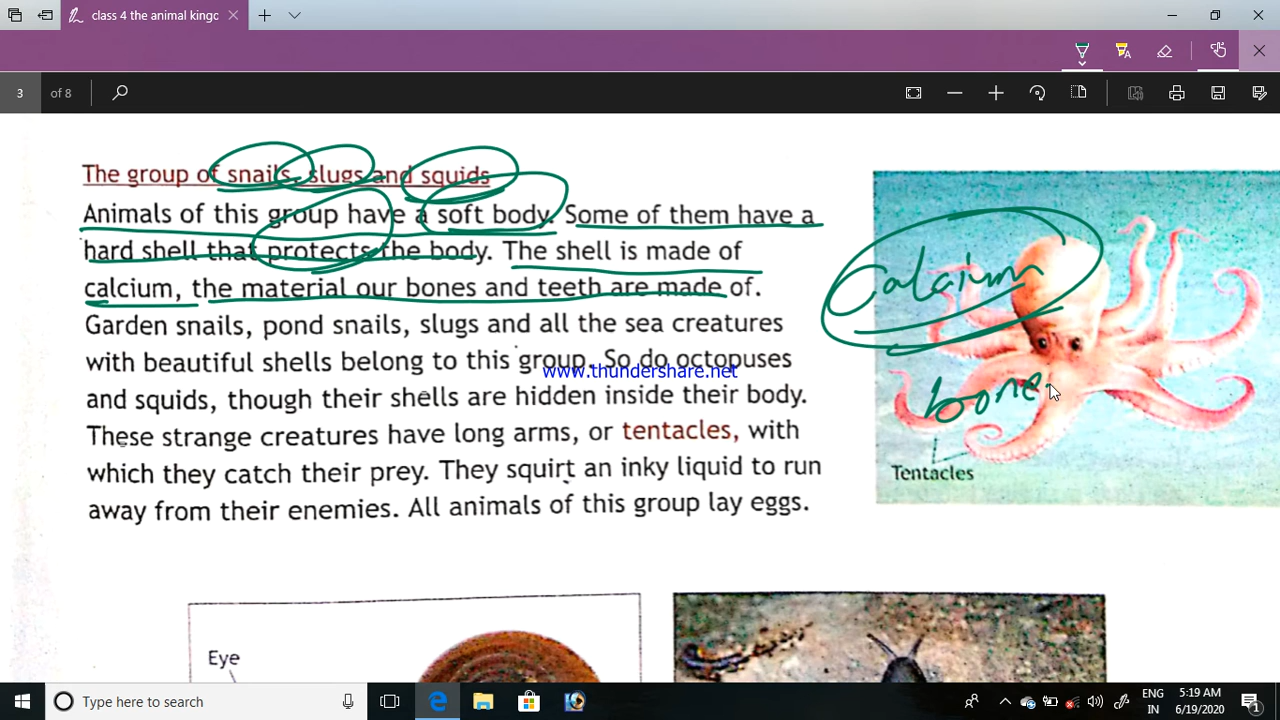 class 4 the animal kingc
3 of 8
The group of snails, slugs and squids
Animals of this group have a soft body. Some of them have a
hard shell that protects the body. The shell is made of
calcium, the material our bones and teeth are made of.
Garden snails, pond snails, slugs and all the sea creatures
with beautiful shells belong to this group. So do octopuses
www.thundershare.net
and squids, though their shells are hidden inside their body.
These strange creatures have long arms, or tentacles, with
which they catch their prey. They squirt an inky liquid to run
away from their enemies. All animals of this group lay eggs.
Calcium
bone
Tentacles
Eye
Type here to search
ENG
IN
5:19 AM
6/19/2020
1